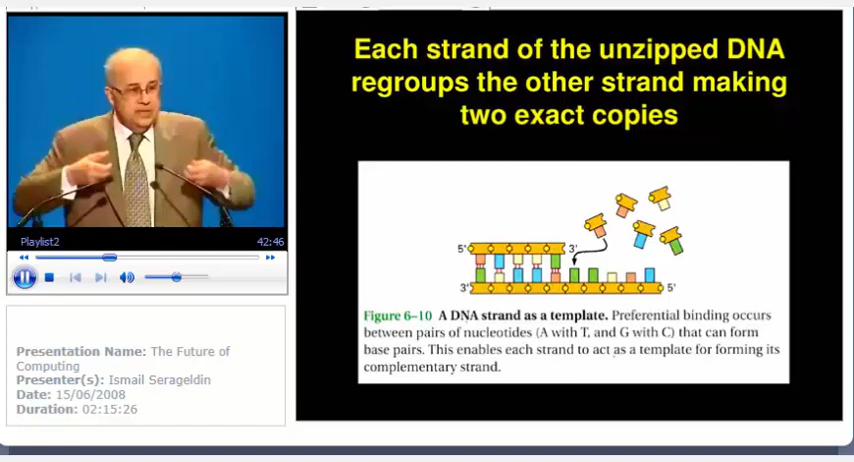 Each strand of the unzipped DNA
regroups the other strand making
two exact copies
Playlist2
42:46
5'
3'
3'
5'
Figure 6–10 A DNA strand as a template. Preferential binding occurs
between pairs of nucleotides (A with T, and G with C) that can form
base pairs. This enables each strand to act as a template for forming its
complementary strand.
Presentation Name: The Future of
Computing
Presenter(s): Ismail Serageldin
Date: 15/06/2008
Duration: 02:15:26